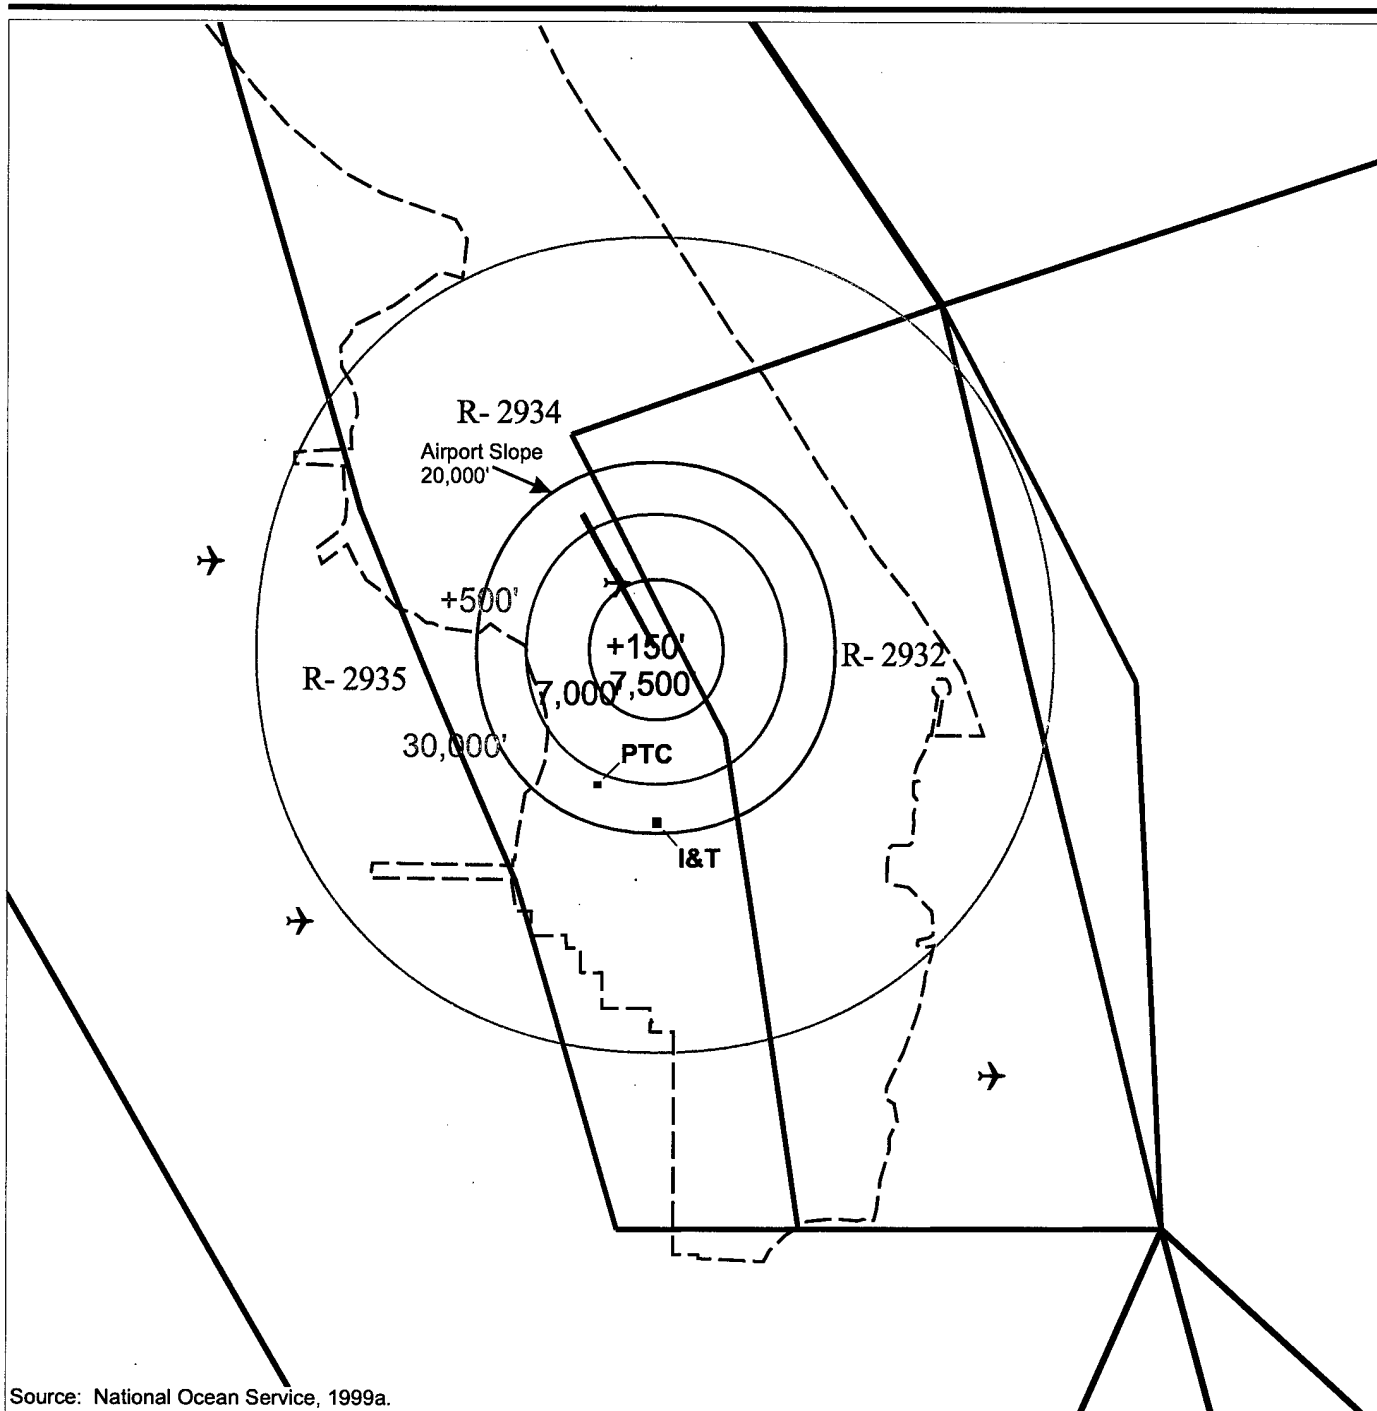 R- 2934
Airport Slope
20,000'
+500'
+150'
R- 2932
R- 2935
7,000'
7,500'
30,000'
PTC
I&T
Source: National Ocean Service, 1999a.